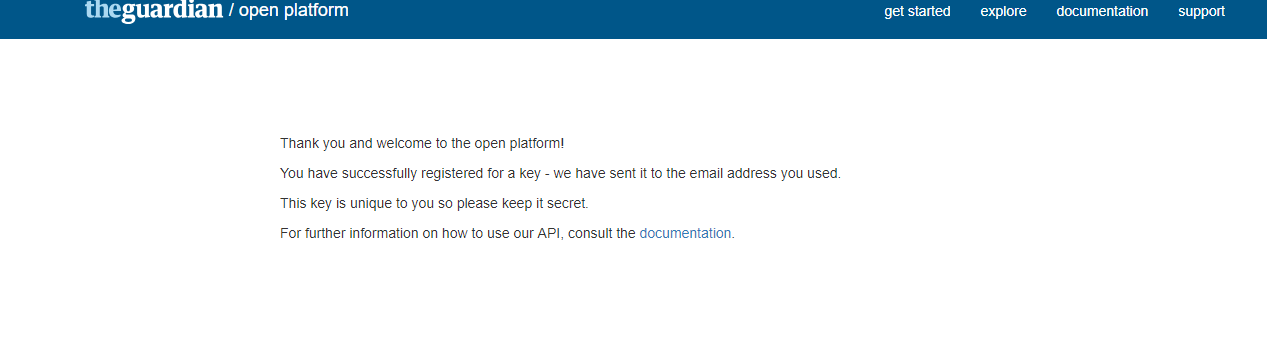 theguardian / open platform
get started explore documentation support
Thank you and welcome to the open platform!
You have successfully registered for a key - we have sent it to the email address you used.
This key is unique to you so please keep it secret.
For further information on how to use our API, consult the documentation.